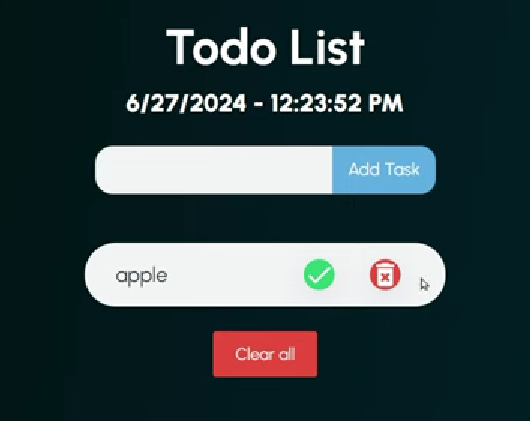 Todo List
6/27/2024 - 12:23:52 PM
Add Task
apple
Clear all